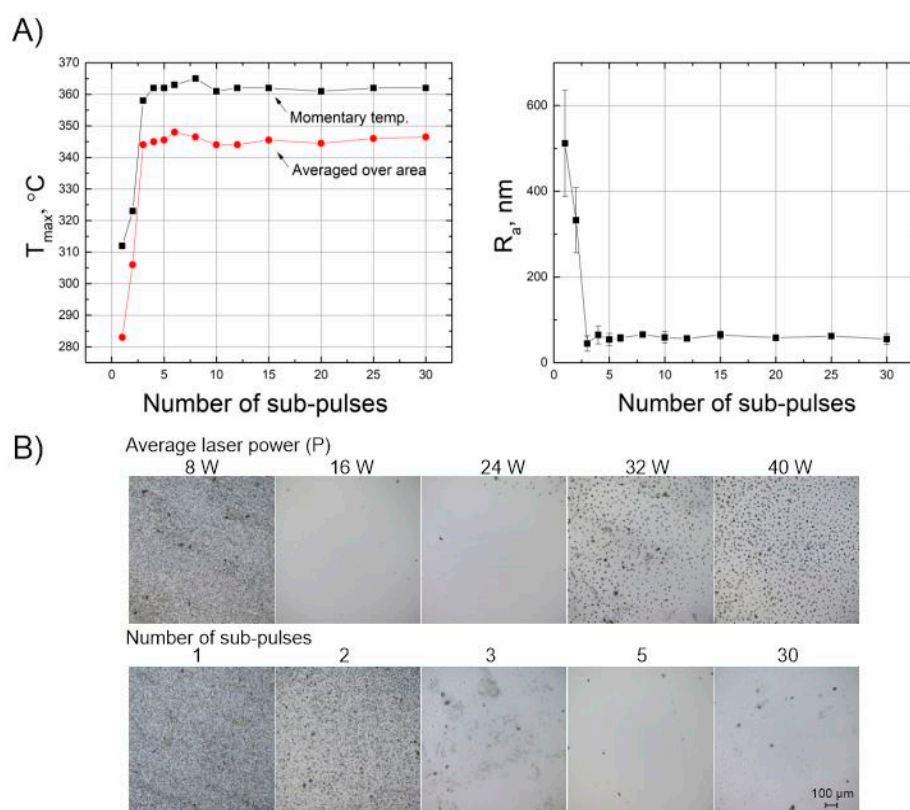 A)
370
360
350
340
330
320
310
300
290
280
0 5 10 15 20 25 30
Tmax, °C
Number of sub-pulses
Momentary temp.
Averaged over area
600
400
200
0
0 5 10 15 20 25 30
Ra, nm
Number of sub-pulses
B)
Average laser power (P)
8 W 16 W 24 W 32 W 40 W
Number of sub-pulses
1 2 3 5 30
100 µm